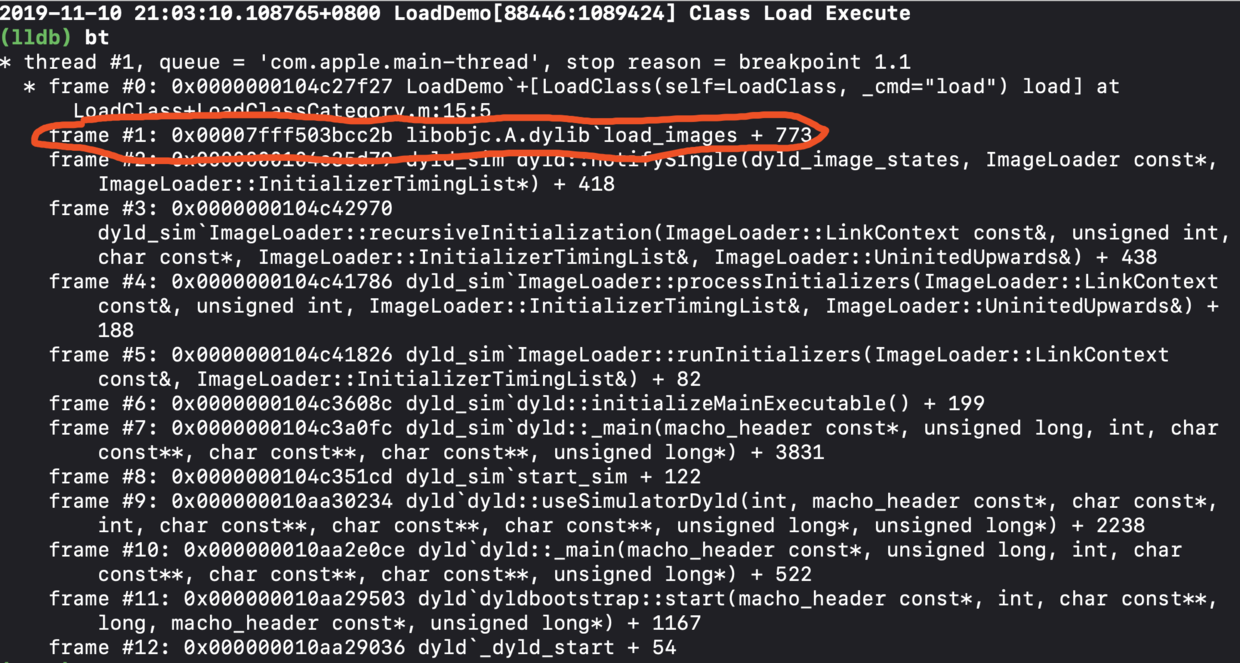 2019-11-10 21:03:10.108765+0800 LoadDemo[88446:1089424] Class Load Execute
(lldb) bt
* thread #1, queue = 'com.apple.main-thread', stop reason = breakpoint 1.1
* frame #0: 0x0000000104c27f27 LoadDemo`+[LoadClass(self=LoadClass, _cmd="load") load] at
LoadClass+LoadClassCategory.m:15:5
frame #1: 0x00007fff503bcc2b libobjc.A.dylib`load_images + 773
frame #2: 0x0000000104c35d79 dyld_sim`dyld::notifySingle(dyld_image_states, ImageLoader const*,
ImageLoader::InitializerTimingList*) + 418
frame #3: 0x0000000104c42970
dyld_sim`ImageLoader::recursiveInitialization(ImageLoader::LinkContext const&, unsigned int,
char const*, ImageLoader::InitializerTimingList&, ImageLoader::UninitedUpwards&) + 438
frame #4: 0x0000000104c41786 dyld_sim`ImageLoader::processInitializers(ImageLoader::LinkContext
const&, unsigned int, ImageLoader::InitializerTimingList&, ImageLoader::UninitedUpwards&) +
188
frame #5: 0x0000000104c41826 dyld_sim`ImageLoader::runInitializers(ImageLoader::LinkContext
const&, ImageLoader::InitializerTimingList&) + 82
frame #6: 0x0000000104c3608c dyld_sim`dyld::initializeMainExecutable() + 199
frame #7: 0x0000000104c3a0fc dyld_sim`dyld::_main(macho_header const*, unsigned long, int, char
const**, char const**, char const**, unsigned long*) + 3831
frame #8: 0x0000000104c351cd dyld_sim`start_sim + 122
frame #9: 0x000000010aa30234 dyld`dyld::useSimulatorDyld(int, macho_header const*, char const*,
int, char const**, char const**, char const**, unsigned long*, unsigned long*) + 2238
frame #10: 0x000000010aa2e0ce dyld`dyld::_main(macho_header const*, unsigned long, int, char
const**, char const**, char const**, unsigned long*) + 522
frame #11: 0x000000010aa29503 dyld`dyldbootstrap::start(macho_header const*, int, char const**,
long, macho_header const*, unsigned long*) + 1167
frame #12: 0x000000010aa29036 dyld`_dyld_start + 54